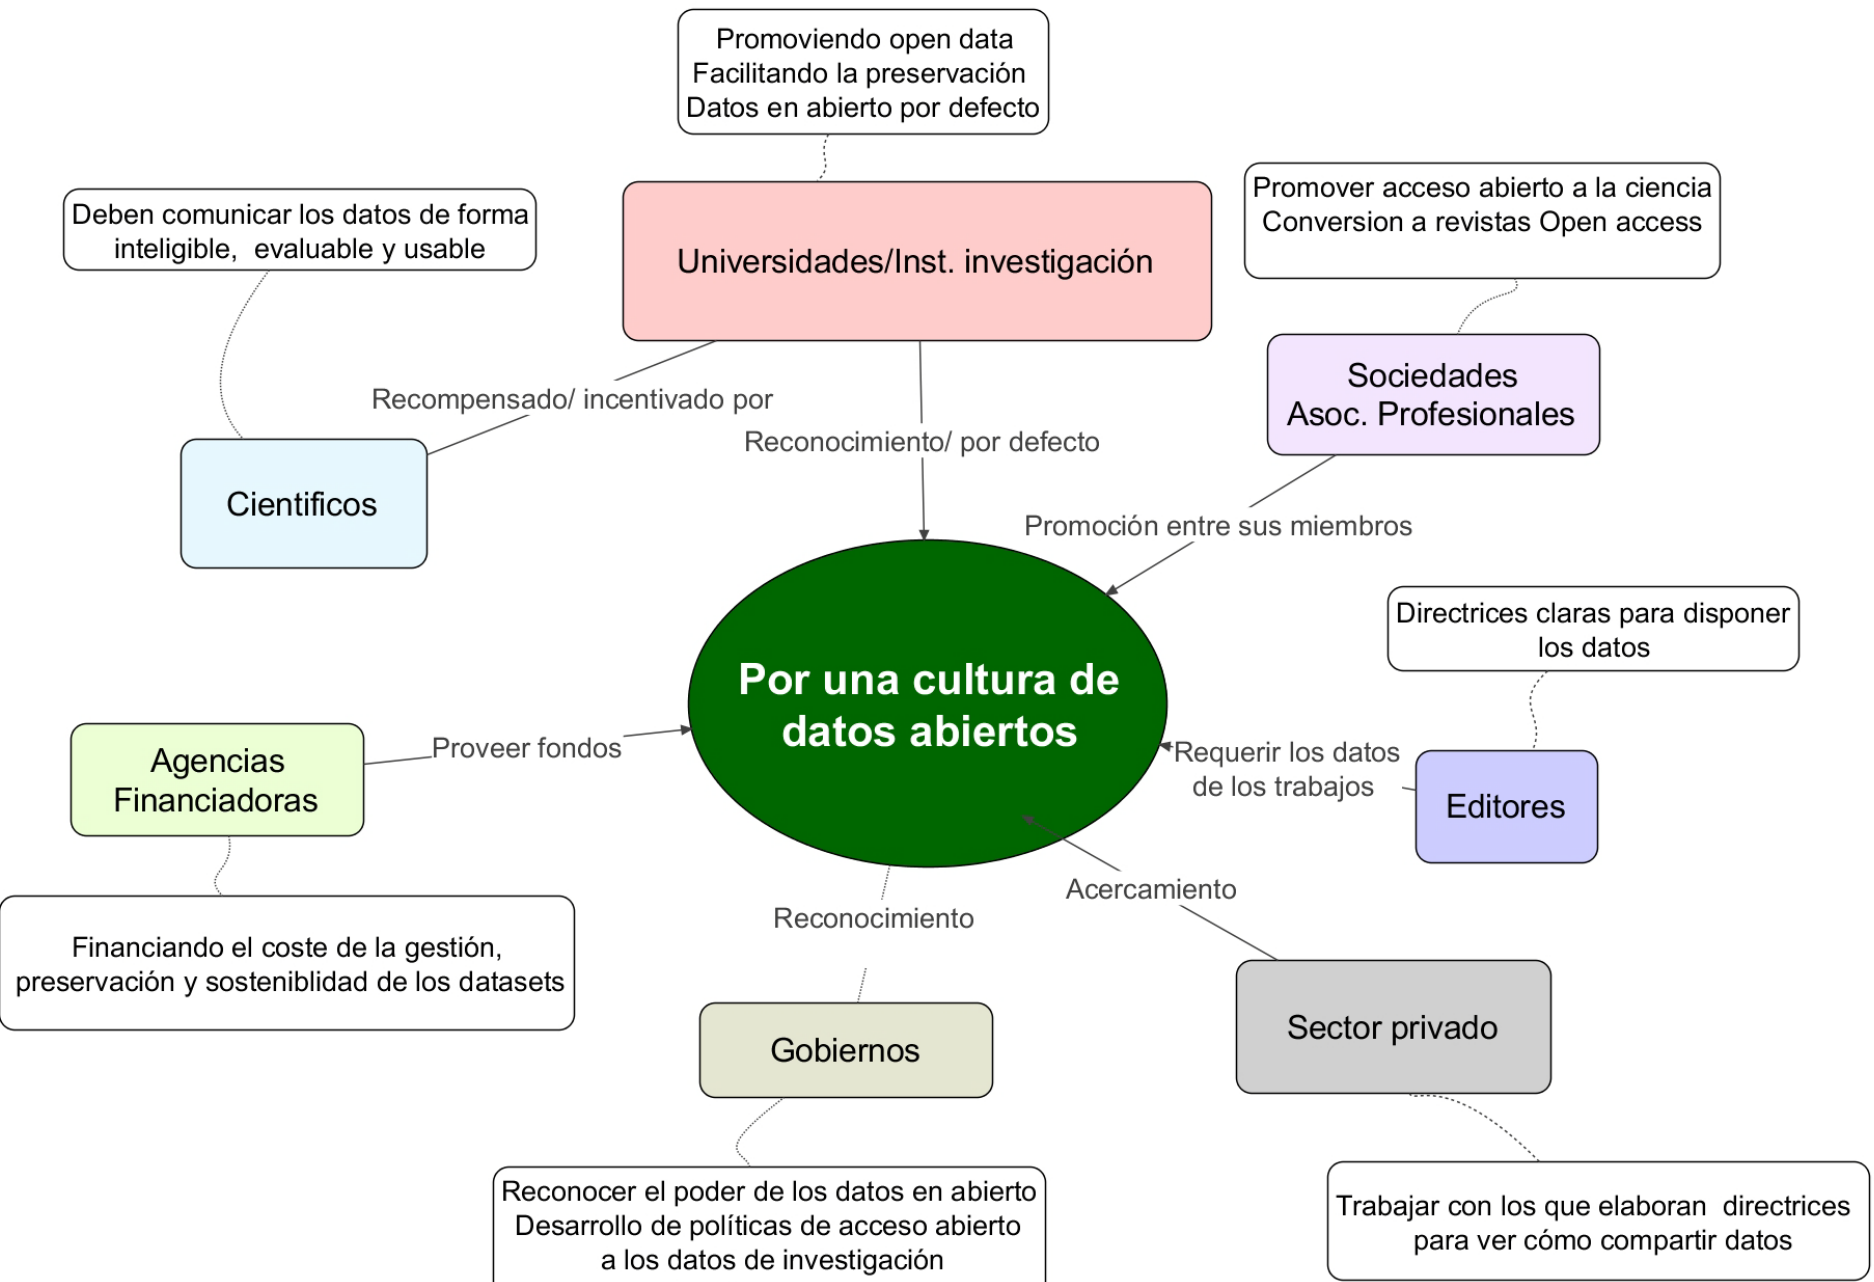 Promoviendo open data
Facilitando la preservación
Datos en abierto por defecto
Promover acceso abierto a la ciencia
Conversion a revistas Open access
Deben comunicar los datos de forma
inteligible,  evaluable y usable
Universidades/Inst. investigación
Sociedades
Asoc. Profesionales
Recompensado/ incentivado por
Reconocimiento/ por defecto
Cientificos
Promoción entre sus miembros
Directrices claras para disponer
los datos
Por una cultura de
datos abiertos
Agencias
Financiadoras
Proveer fondos
Requerir los datos
de los trabajos
Editores
Acercamiento
Reconocimiento
Financiando el coste de la gestión,
preservación y sosteniblidad de los datasets
Sector privado
Gobiernos
Reconocer el poder de los datos en abierto
Desarrollo de políticas de acceso abierto
a los datos de investigación
Trabajar con los que elaboran  directrices
para ver cómo compartir datos